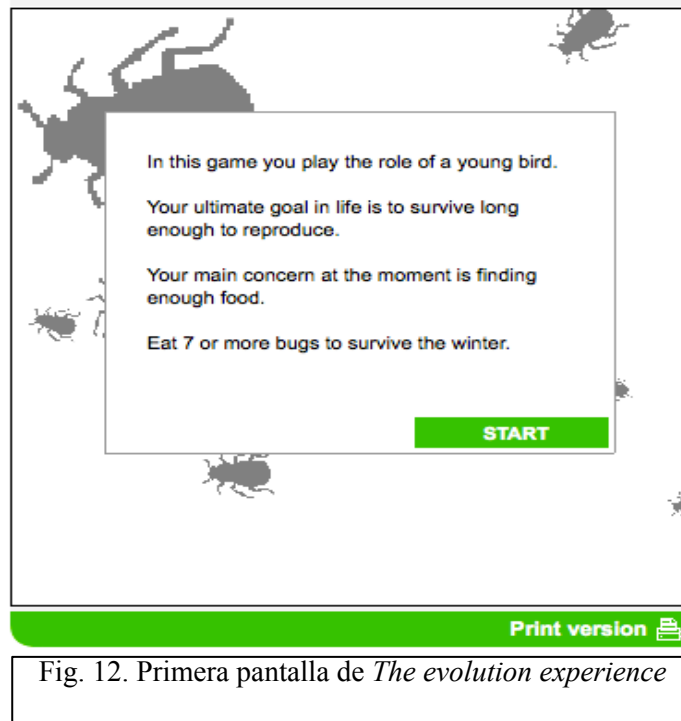 In this game you play the role of a young bird.
Your ultimate goal in life is to survive long
enough to reproduce.
Your main concern at the moment is finding
enough food.
Eat 7 or more bugs to survive the winter.
START
Print version
Fig. 12. Primera pantalla de The evolution experience